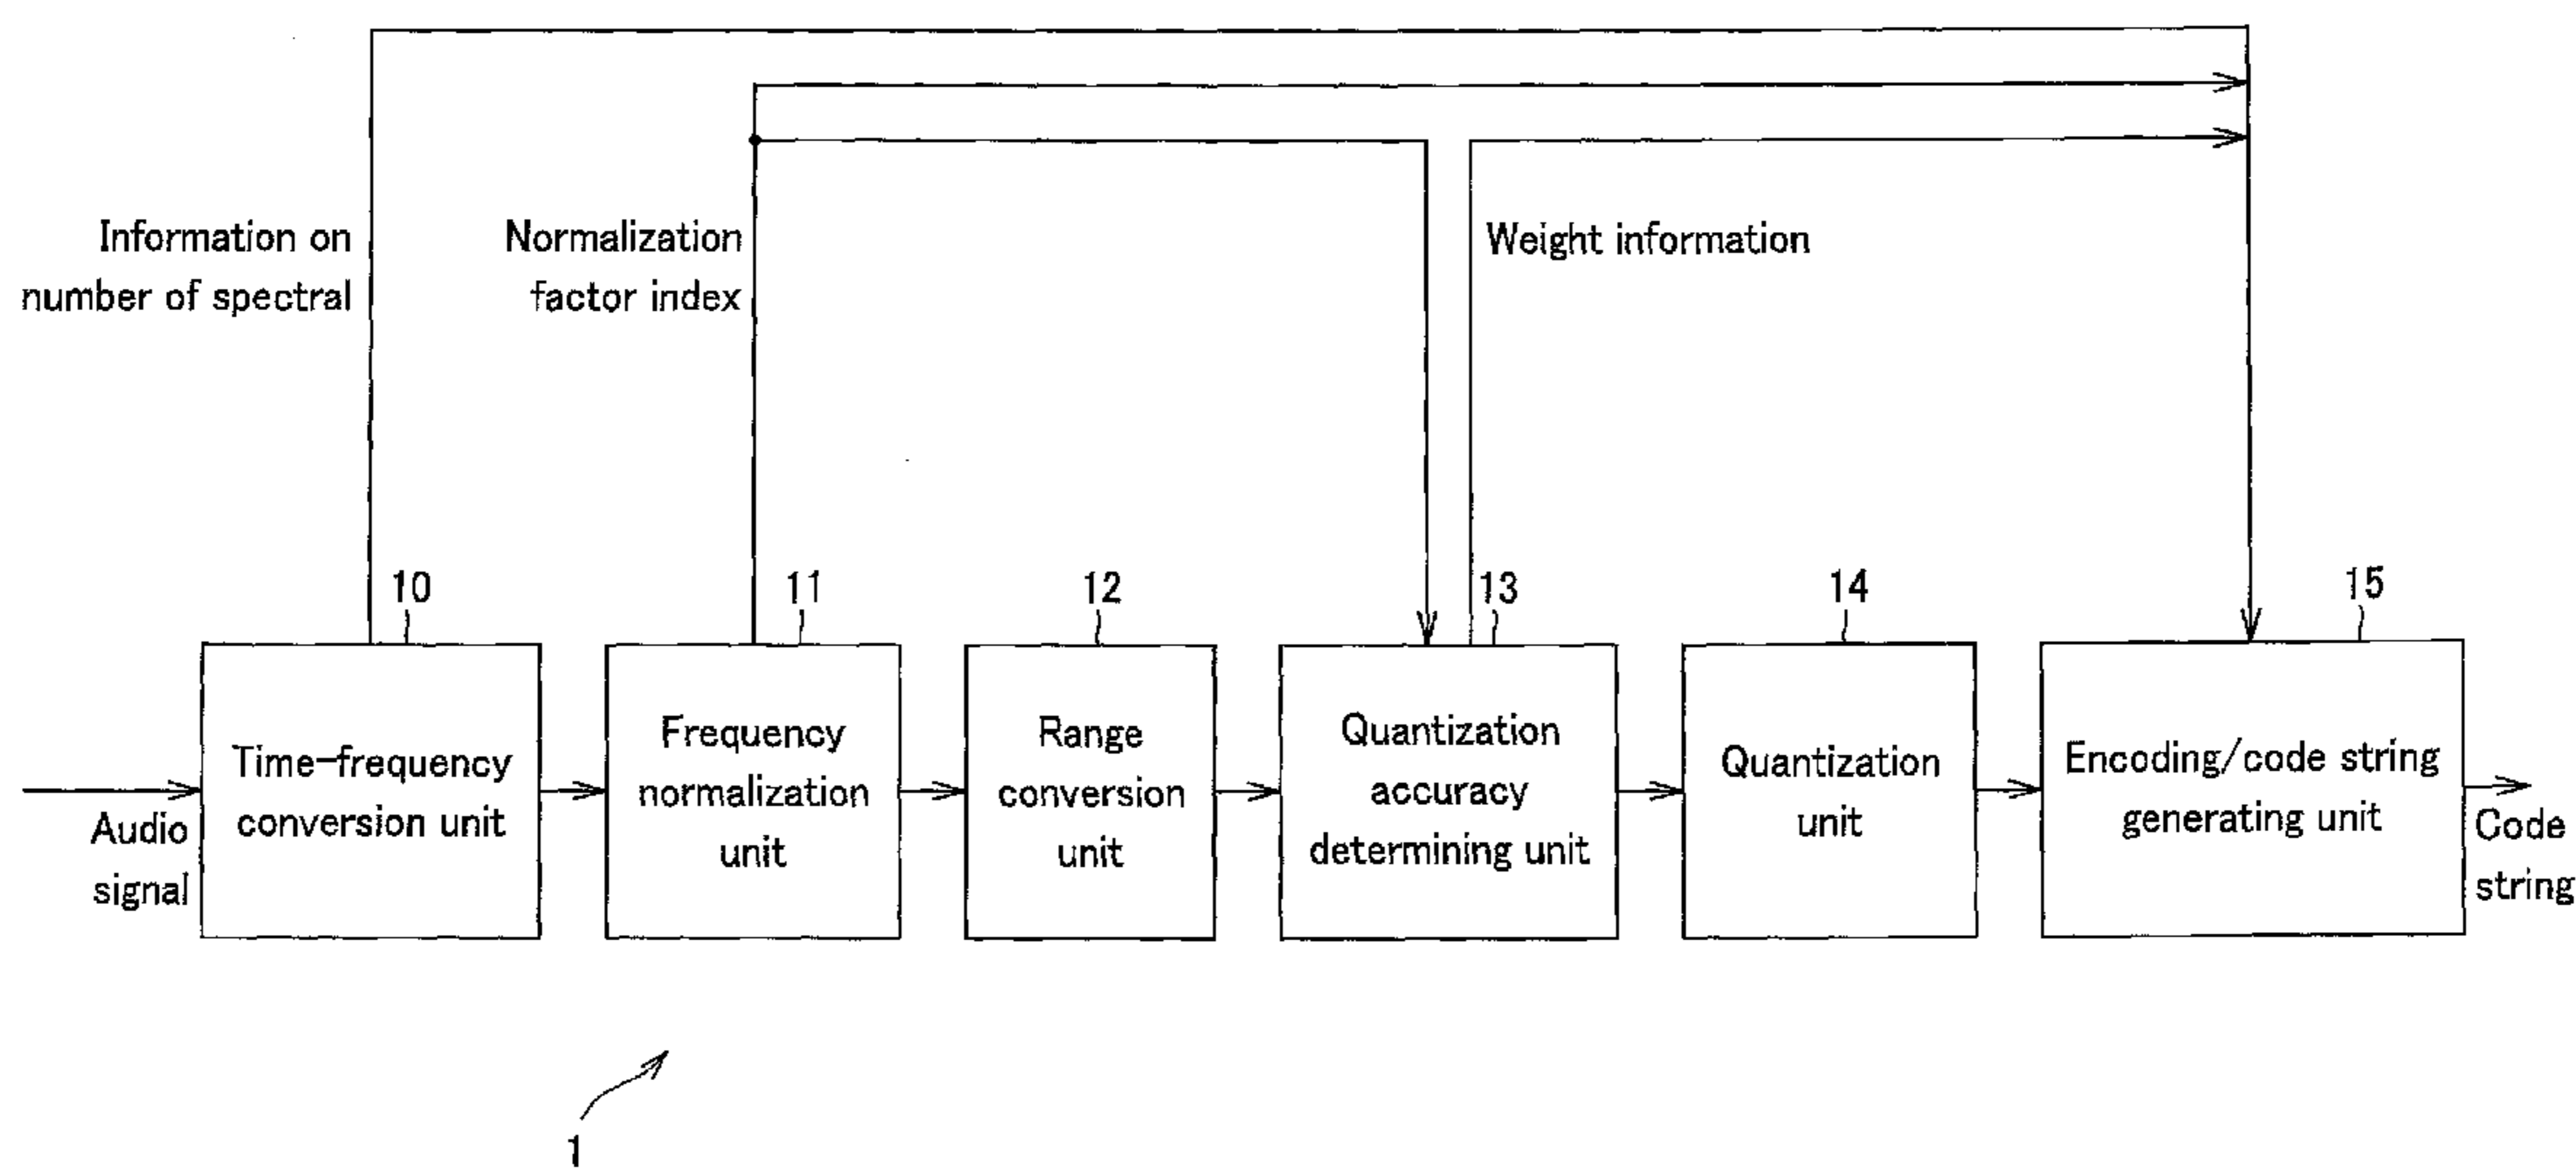 Information on
number of spectral
Normalization
factor index
Weight information
10
11
12
13
14
15
Time-frequency
conversion unit
Frequency
normalization
unit
Range
conversion
unit
Quantization
accuracy
determining unit
Quantization
unit
Encoding/code string
generating unit
Audio
signal
Code
string
1